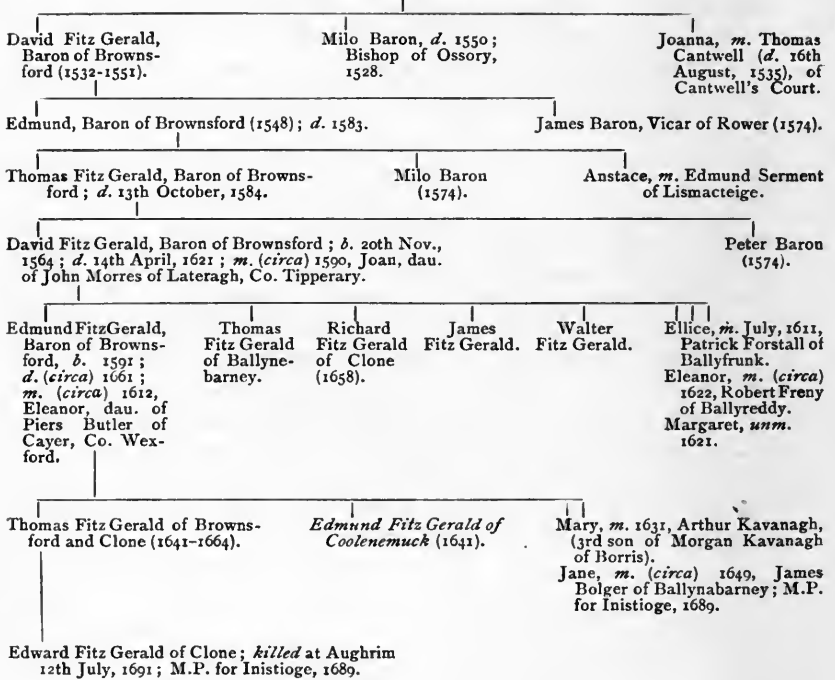 David Fitz Gerald,
Baron of Browns-
ford (1532-1551).
Milo Baron, d. 1550;
Bishop of Ossory,
1528.
Joanna, m. Thomas
Cantwell (d. 16th
August, 1535), of
Cantwell's Court.
Edmund, Baron of Brownsford (1548); d. 1583.
James Baron, Vicar of Rower (1574).
Thomas Fitz Gerald, Baron of Browns-
ford; d. 13th October, 1584.
Milo Baron
(1574).
Anstace, m. Edmund Serment
of Lismacteige.
David Fitz Gerald, Baron of Brownsford; b. 20th Nov.,
1564; d. 14th April, 1621; m. (circa) 1590, Joan, dau.
of John Morres of Lateragh, Co. Tipperary.
Peter Baron
(1574).
Edmund FitzGerald,
Baron of Browns-
ford, b. 1591;
d. (circa) 1661;
m. (circa) 1612,
Eleanor, dau. of
Piers Butler of
Cayer, Co. Wex-
ford.
Thomas
Fitz Gerald
of Ballyne-
barney.
Richard
Fitz Gerald
of Clone
(1658).
James
Fitz Gerald.
Walter
Fitz Gerald.
Ellice, m. July, 1611,
Patrick Forstall of
Ballyfrunk.
Eleanor, m. (circa)
1622, Robert Freny
of Ballyreddy.
Margaret, unm.
1621.
Thomas Fitz Gerald of Browns-
ford and Clone (1641-1664).
Edmund Fitz Gerald of
Coolenemuck (1641).
Mary, m. 1631, Arthur Kavanagh,
(3rd son of Morgan Kavanagh
of Borris).
Jane, m. (circa) 1649, James
Bolger of Ballynabarney; M.P.
for Inistioge, 1689.
Edward Fitz Gerald of Clone; killed at Aughrim
12th July, 1691; M.P. for Inistioge, 1689.